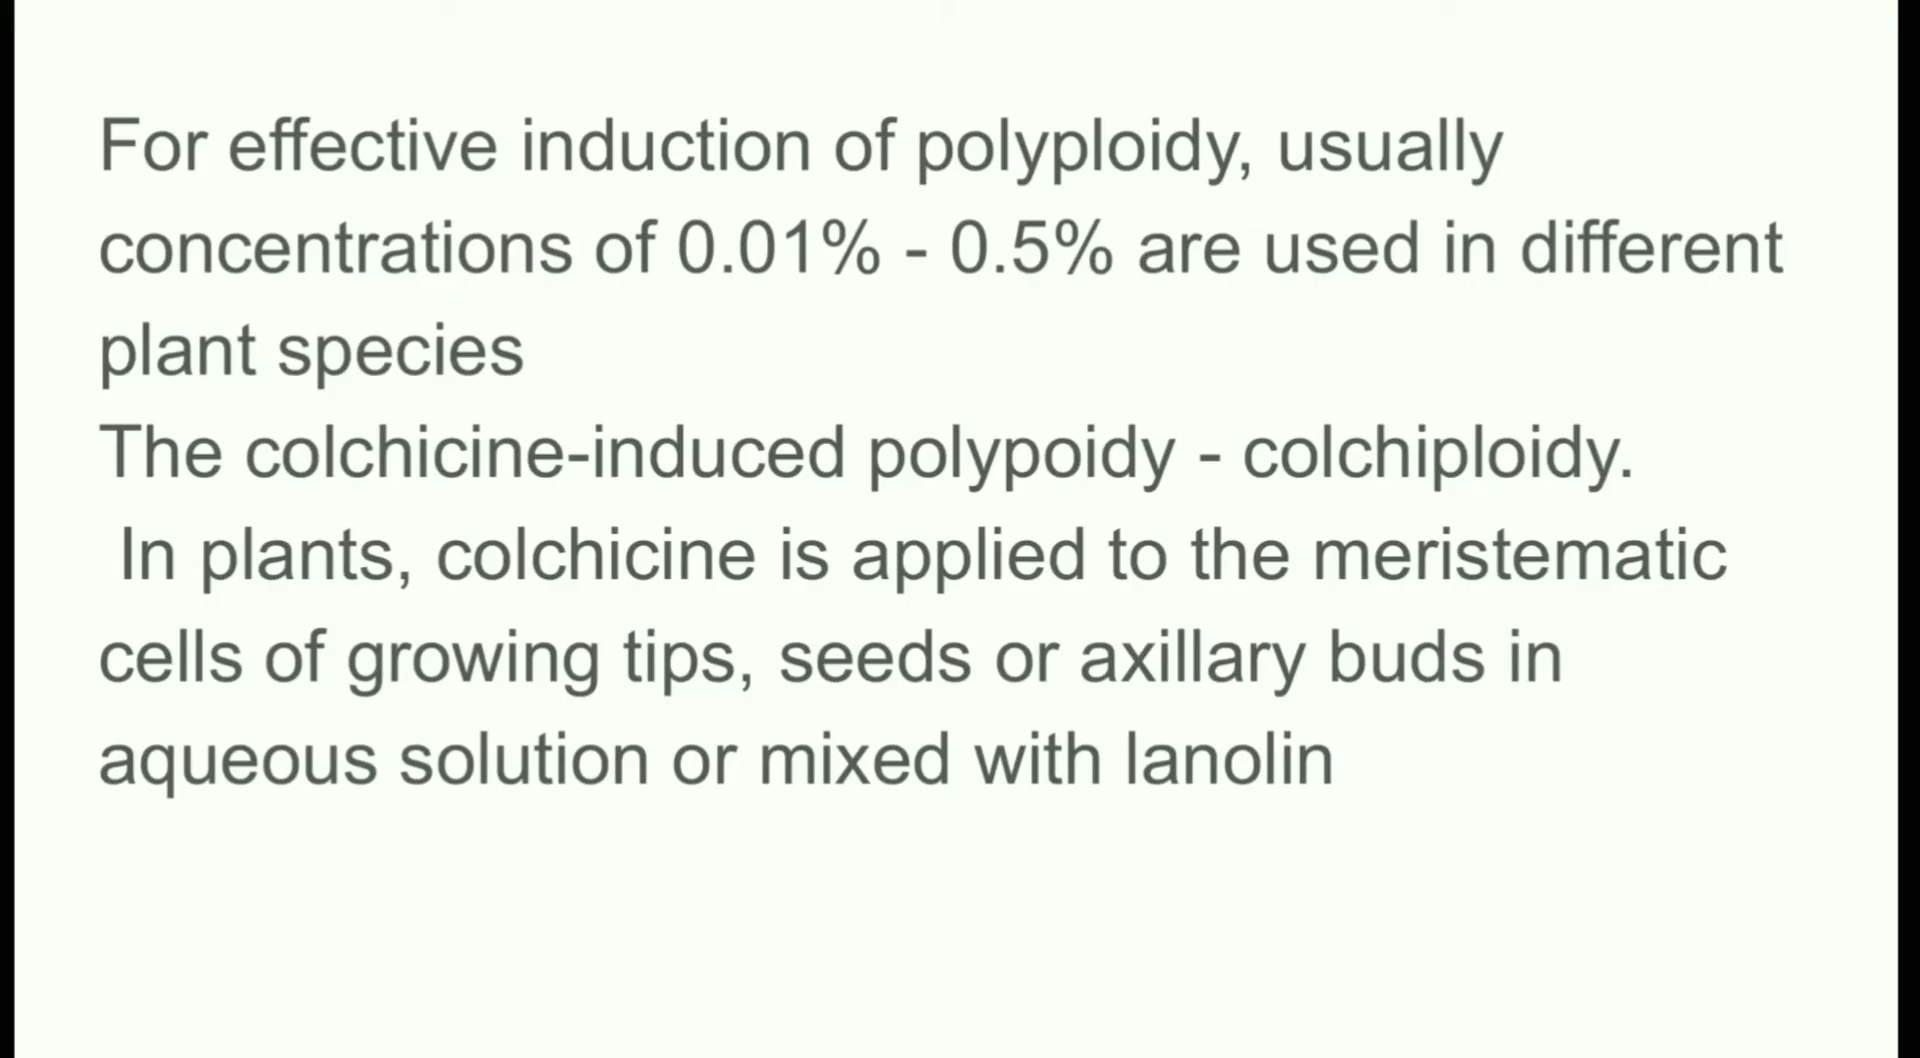 For effective induction of polyploidy, usually
concentrations of 0.01% - 0.5% are used in different
plant species
The colchicine-induced polypoidy - colchiploidy.
In plants, colchicine is applied to the meristematic
cells of growing tips, seeds or axillary buds in
aqueous solution or mixed with lanolin